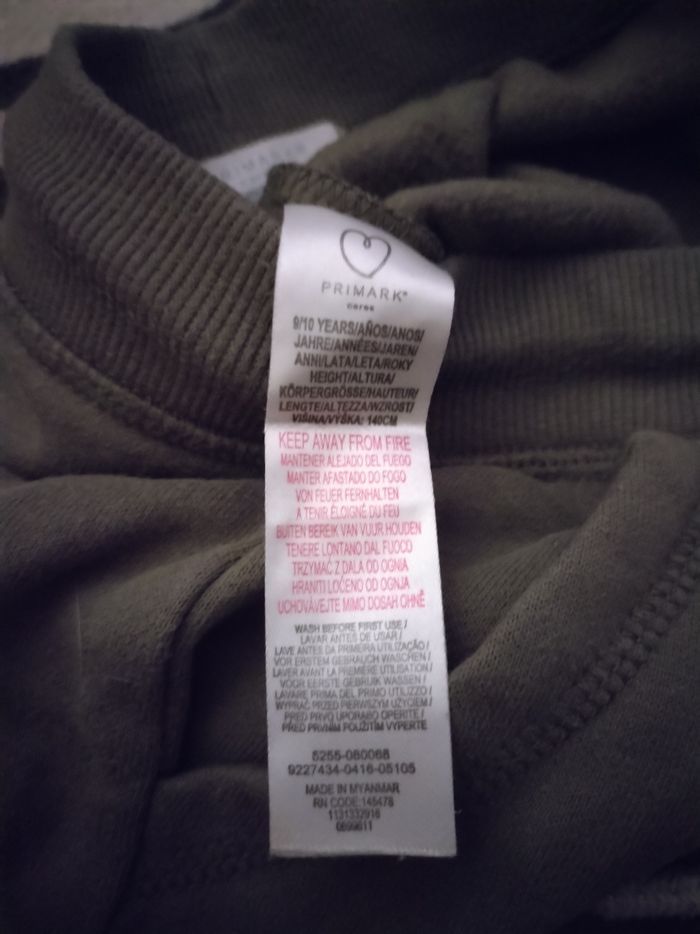 PRIMARK
PRIMARK®
cares
9/10 YEARS/AÑOS/ANOS/
JAHRE/ANNÉES/JAREN/
ANNI/LATA/LETA/ROKY
HEIGHT/ALTURA/
KÖRPERGRÖSSE/HAUTEUR/
LENGTE/ALTEZZA/WZROST/
VIŠINA/VÝŠKA: 140CM
KEEP AWAY FROM FIRE
MANTENER ALEJADO DEL FUEGO
MANTER AFASTADO DO FOGO
VON FEUER FERNHALTEN
A TENIR ÉLOIGNÉ DU FEU
BUITEN BEREIK VAN VUUR HOUDEN
TENERE LONTANO DAL FUOCO
TRZYMAĆ Z DALA OD OGNIA
HRANITI LOČENO OD OGNJA
UCHOVÁVEJTE MIMO DOSAH OHNĚ
WASH BEFORE FIRST USE./
LAVAR ANTES DE USAR/
LAVE ANTES DA PRIMEIRA UTILIZAÇÃO/
VOR ERSTEM GEBRAUCH WASCHEN/
LAVER AVANT LA PREMIÈRE UTILISATION/
VOOR EERSTE GEBRUIK WASSEN/
LAVARE PRIMA DEL PRIMO UTILIZZO/
WYPRAĆ PRZED PIERWSZYM UŻYCIEM/
PRED PRVO UPORABO OPERITE/
PŘED PRVNÍM POUŽITÍM VYPERTE
5255-080068
9227434-0416-05105
MADE IN MYANMAR
RN CODE:145478
1131332916
0699611